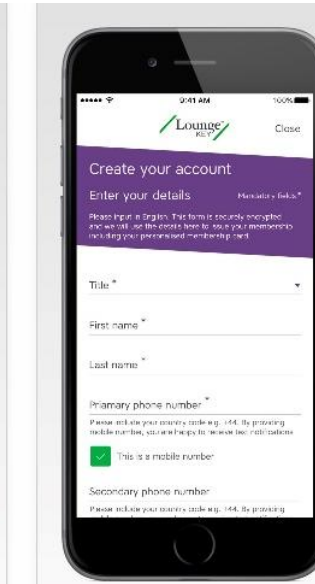 9:41 AM 100%
Lounge
KEY
Close
Create your account
Enter your details Mandatory fields*
Please input in English. This form is securely encrypted
and we will use the details here to issue your membership
including your personalised membership card.
Title *
First name *
Last name *
Priamary phone number *
Please include your country code e.g. +44. By providing
mobile number, you are happy to receive text notifications
This is a mobile number
Secondary phone number
Please include your country code e.g. +44. By providing